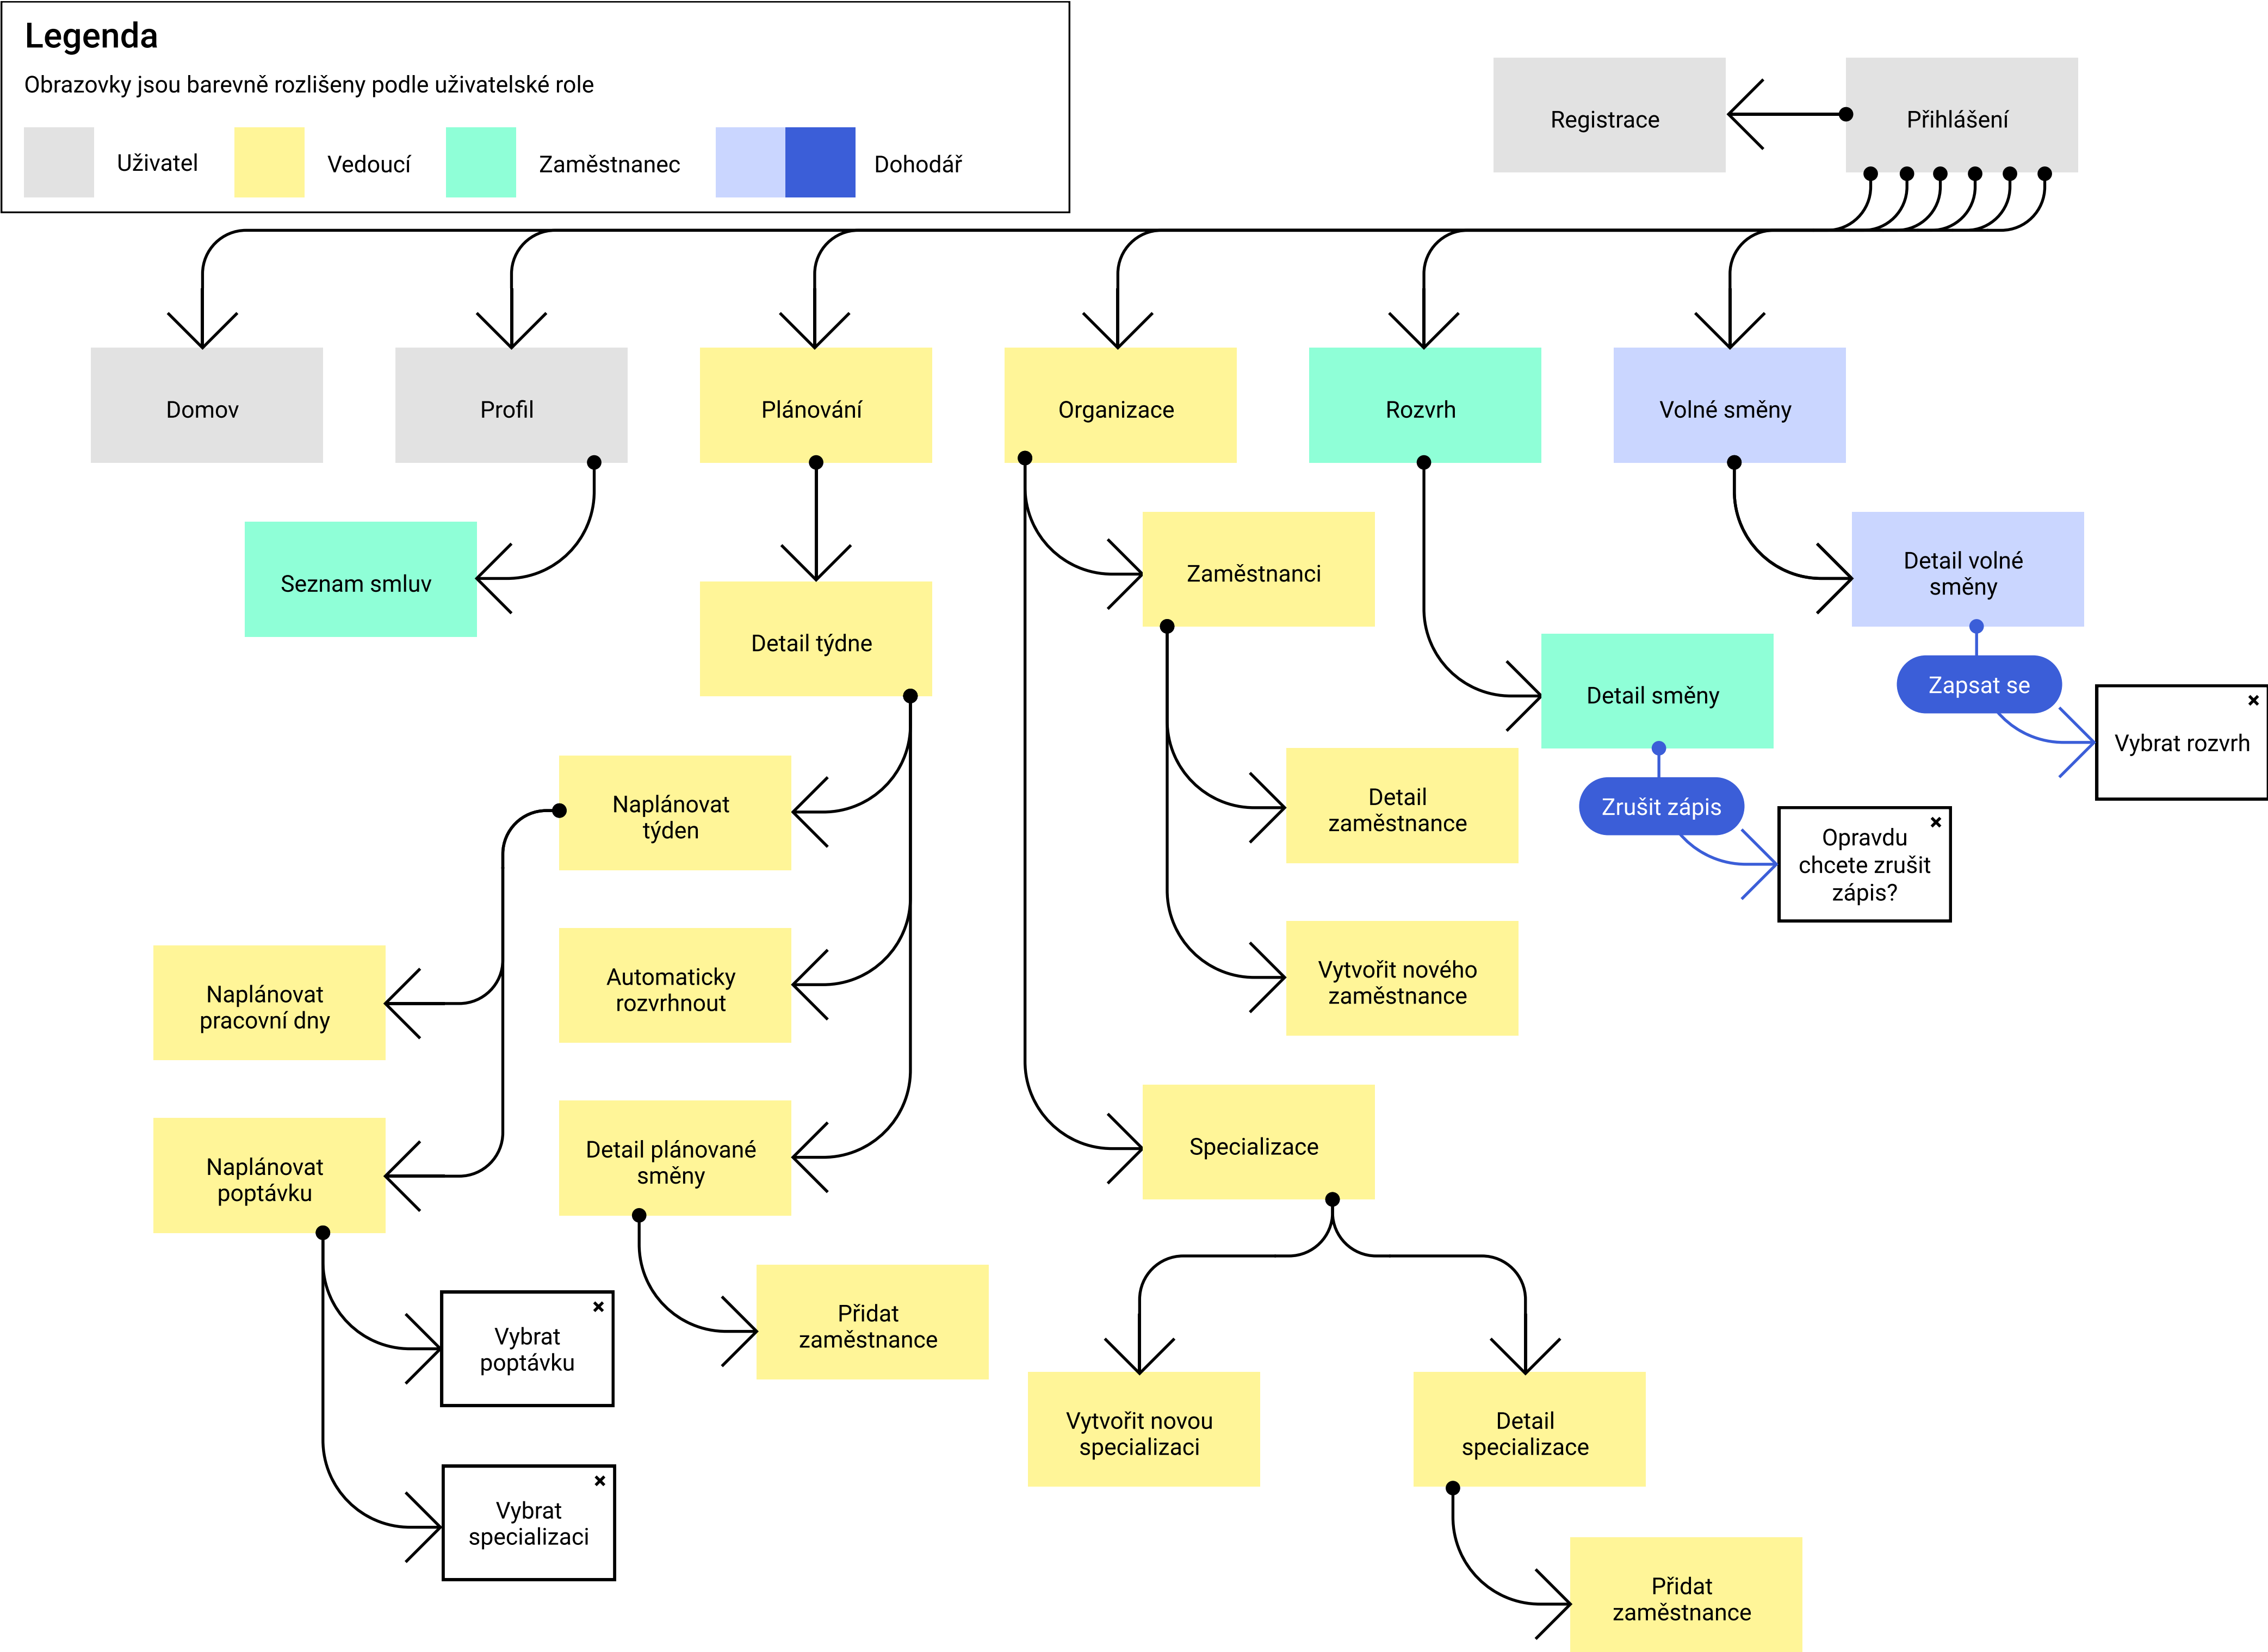 Legenda
Obrazovky jsou barevně rozlišeny podle uživatelské role
Uživatel
Vedoucí
Zaměstnanec
Dohodář
Registrace
Přihlášení
Domov
Profil
Plánování
Organizace
Rozvrh
Volné směny
Seznam smluv
Detail týdne
Zaměstnanci
Detail volné
směny
Detail směny
Zapsat se
Vybrat rozvrh
Naplánovat
týden
Detail
zaměstnance
Zrušit zápis
Opravdu
chcete zrušit
zápis?
Naplánovat
pracovní dny
Automaticky
rozvrhnout
Vytvořit nového
zaměstnance
Naplánovat
poptávku
Detail plánované
směny
Specializace
Vybrat
poptávku
Přidat
zaměstnance
Vytvořit novou
specializaci
Detail
specializace
Vybrat
specializaci
Přidat
zaměstnance